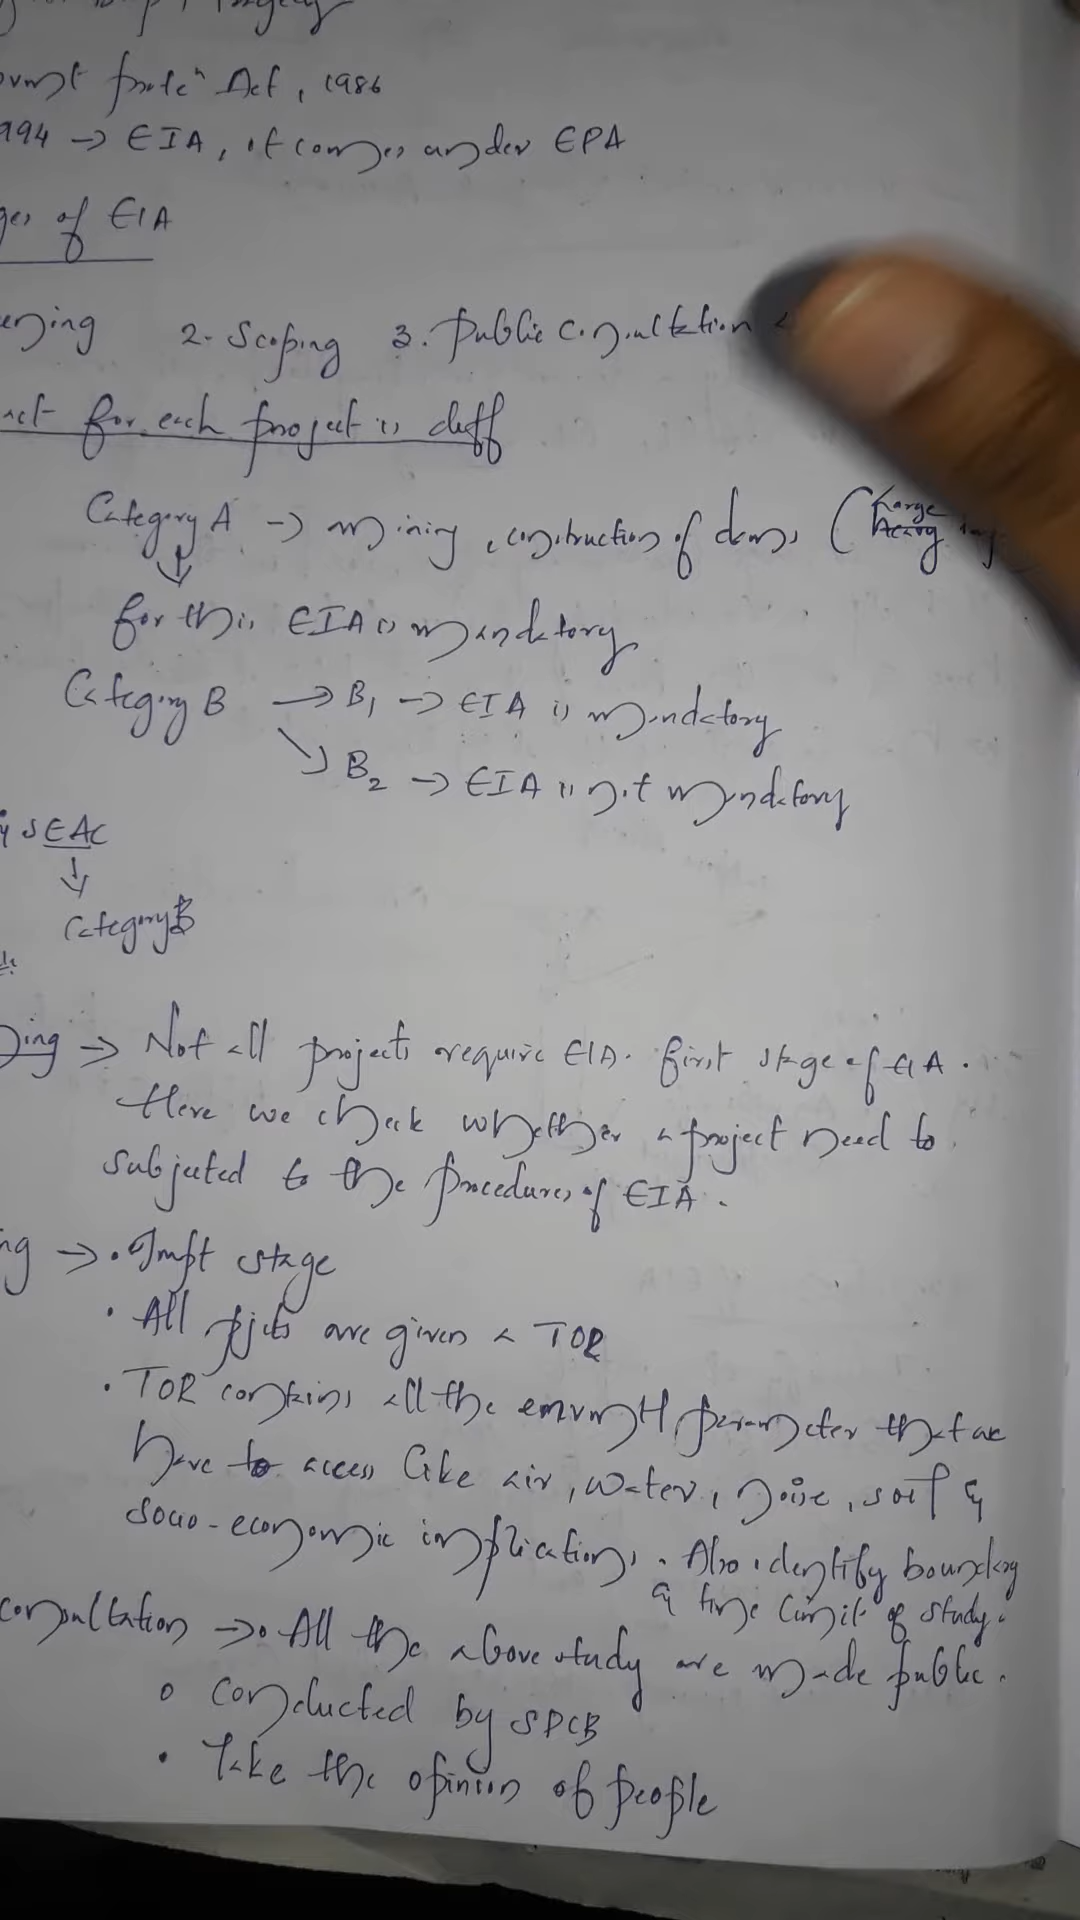 Act, 1986
994 → EIA, it comes under EPA
of EIA
2. Scoping 3. Public consultation
for each project is diff
Category A → mining, construction of dams (Large
Heavy
for this EIA is mandatory
Category B → B1 → EIA is mandatory
↘ B2 → EIA is not mandatory
SEAC
↓
Category B
→ Not all projects require EIA. first stage of EIA.
Here we check whether a project need to
subjected to the procedures of EIA.
→ • Impt stage
• All pjcts are given a TOR
• TOR contains all the envrnmtl parameter that we
have to access like air, water, noise, soil &
Socio-economic implications. Also identify boundary
& time limit of study.
consultation → • All the above study are made public.
• conducted by SPCB
• Take the opinion of people